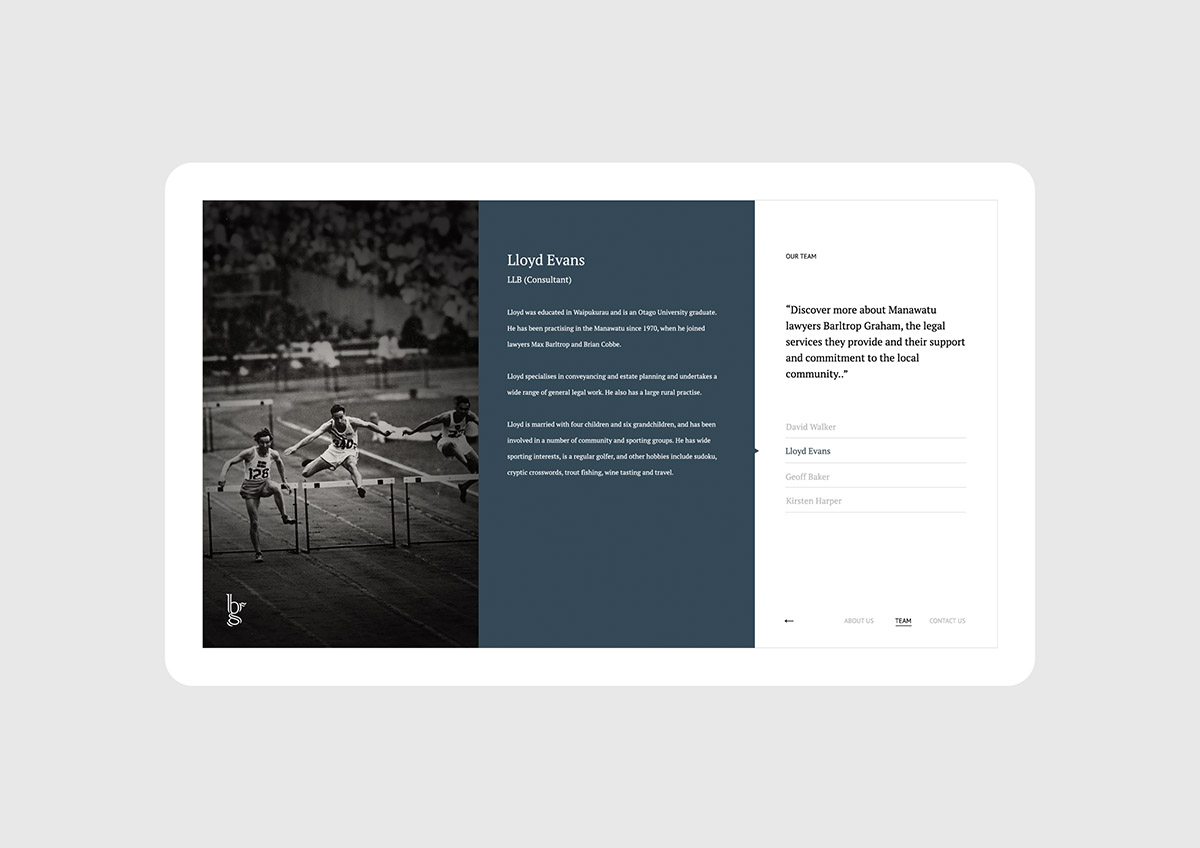 128
340
bg
Lloyd Evans
LLB (Consultant)
Lloyd was educated in Waipukurau and is an Otago University graduate.
He has been practising in the Manawatu since 1970, when he joined
lawyers Max Barltrop and Brian Cobbe.
Lloyd specialises in conveyancing and estate planning and undertakes a
wide range of general legal work. He also has a large rural practise.
Lloyd is married with four children and six grandchildren, and has been
involved in a number of community and sporting groups. He has wide
sporting interests, is a regular golfer, and other hobbies include sudoku,
cryptic crosswords, trout fishing, wine tasting and travel.
OUR TEAM
“Discover more about Manawatu
lawyers Barltrop Graham, the legal
services they provide and their support
and commitment to the local
community..”
David Walker
Lloyd Evans
Geoff Baker
Kirsten Harper
ABOUT US TEAM CONTACT US